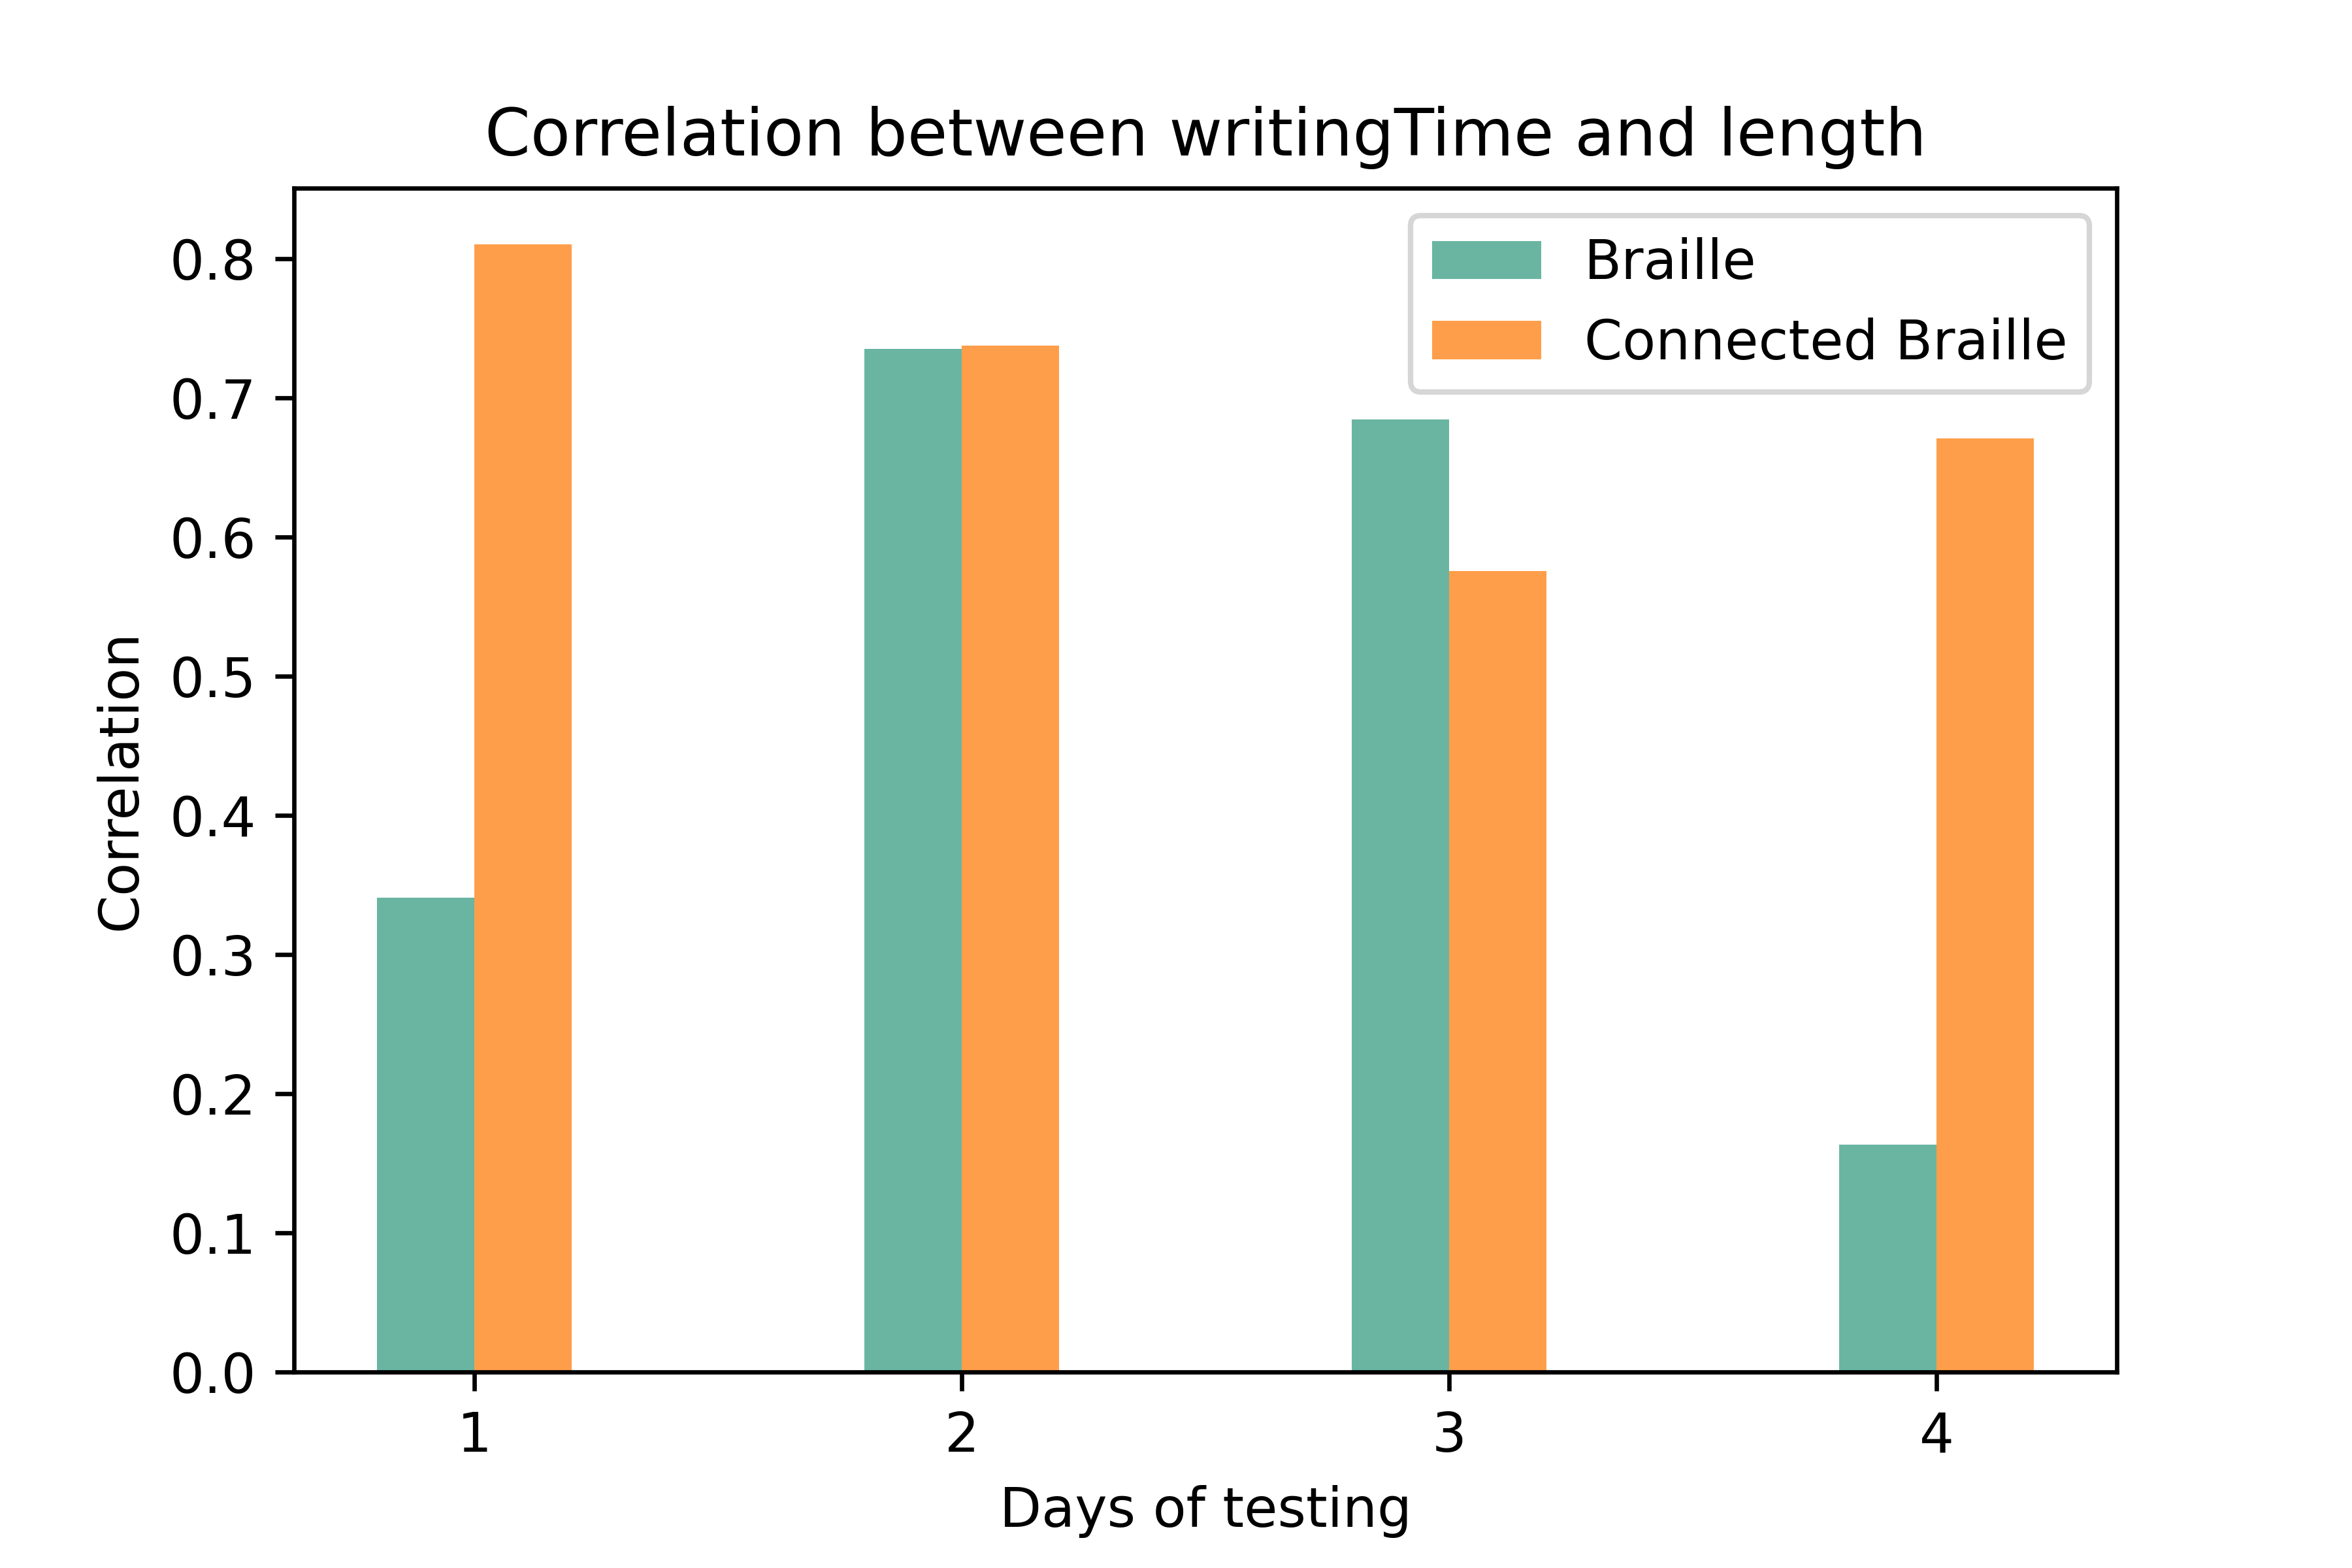 Correlation between writingTime and length
Braille
Connected Braille
0.8
0.7
0.6
0.5
0.4
0.3
0.2
0.1
0.0
Correlation
1 2 3 4
Days of testing